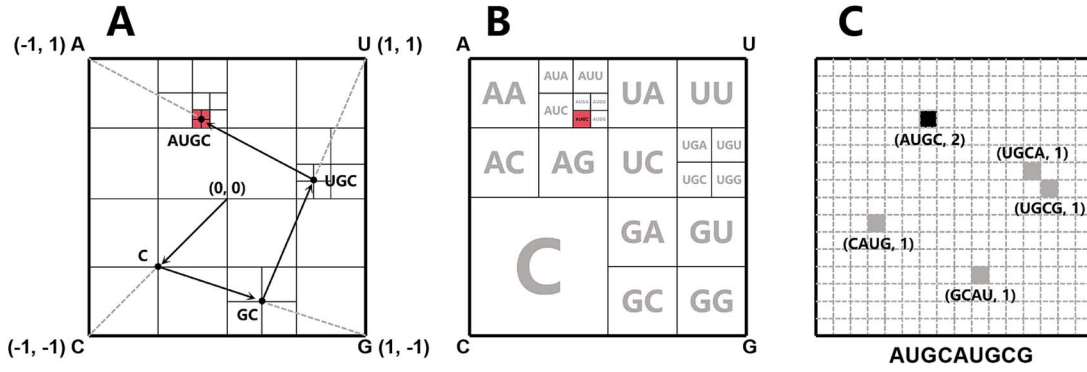 A
(-1, 1) A
U (1, 1)
AUGC
UGC
(0, 0)
C
GC
(-1, -1) C
G (1, -1)
B
A
U
AA
AUA AUU
AUC
AUGC
UA
UU
AC
AG
UC
UGA UGU
UGC UGG
C
GA
GU
GC
GG
C
G
C
(AUGC, 2)
(UGCA, 1)
(UGCG, 1)
(CAUG, 1)
(GCAU, 1)
AUGCAUGCG